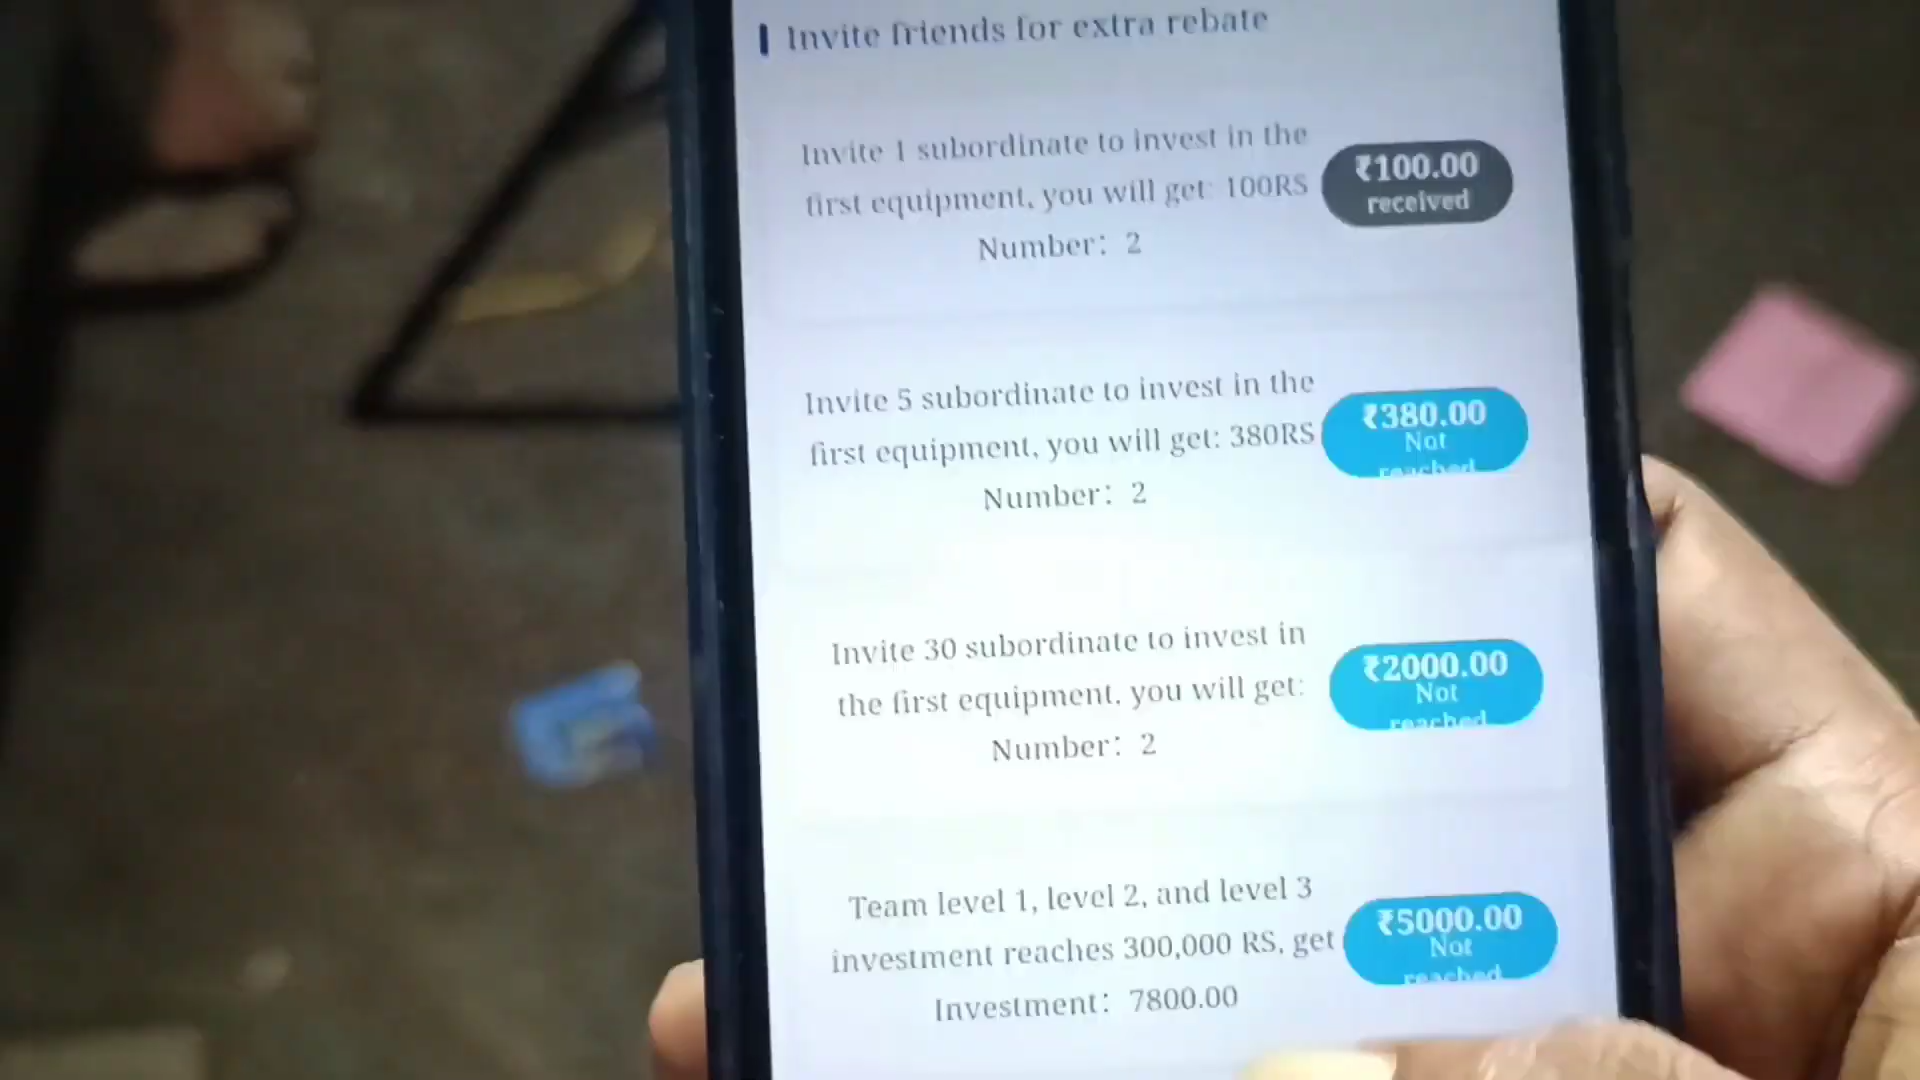 Invite friends for extra rebate
Invite 1 subordinate to invest in the
first equipment, you will get: 100RS
Number: 2
₹100.00
received
Invite 5 subordinate to invest in the
first equipment, you will get: 380RS
Number: 2
₹380.00
Not
reached
Invite 30 subordinate to invest in
the first equipment, you will get:
Number: 2
₹2000.00
Not
reached
Team level 1, level 2, and level 3
investment reaches 300,000 RS, get
Investment: 7800.00
₹5000.00
Not
reached